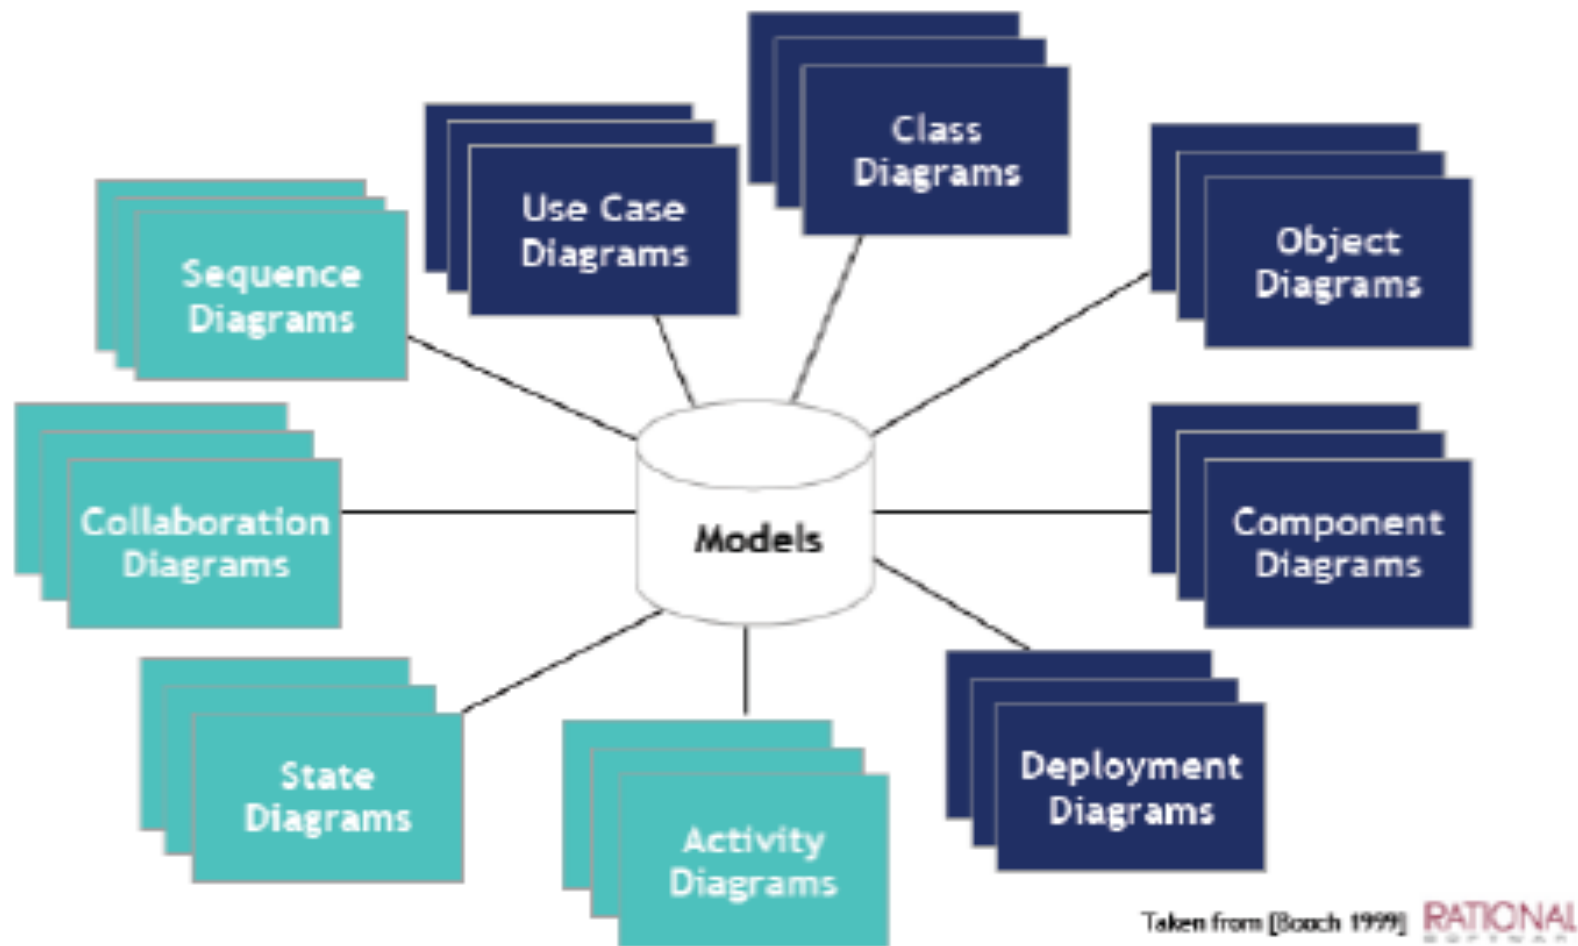 Class
Diagrams
Use Case
Diagrams
Object
Diagrams
Sequence
Diagrams
Collaboration
Diagrams
Models
Component
Diagrams
State
Diagrams
Deployment
Diagrams
Activity
Diagrams
Taken from [Booch 1999]
RATIONAL